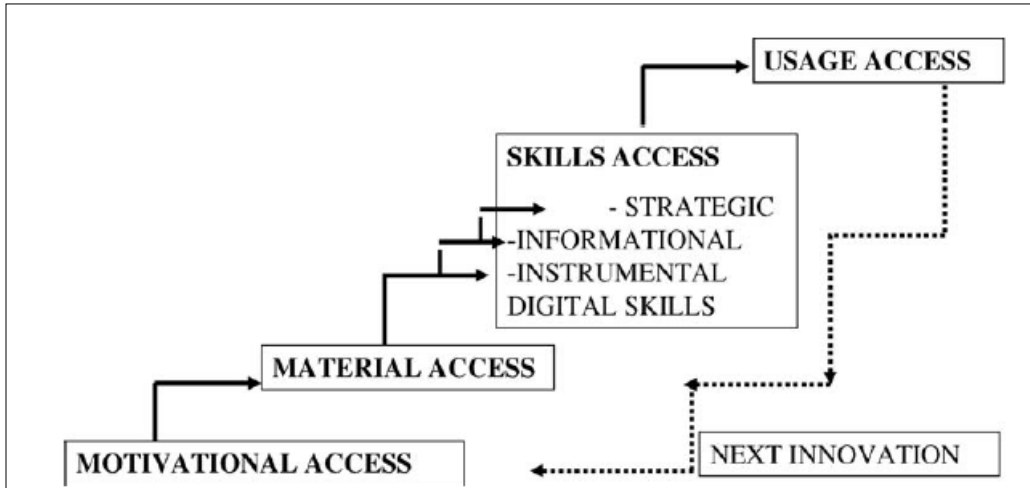 USAGE ACCESS
SKILLS ACCESS
- STRATEGIC
-INFORMATIONAL
-INSTRUMENTAL
DIGITAL SKILLS
MATERIAL ACCESS
MOTIVATIONAL ACCESS
NEXT INNOVATION